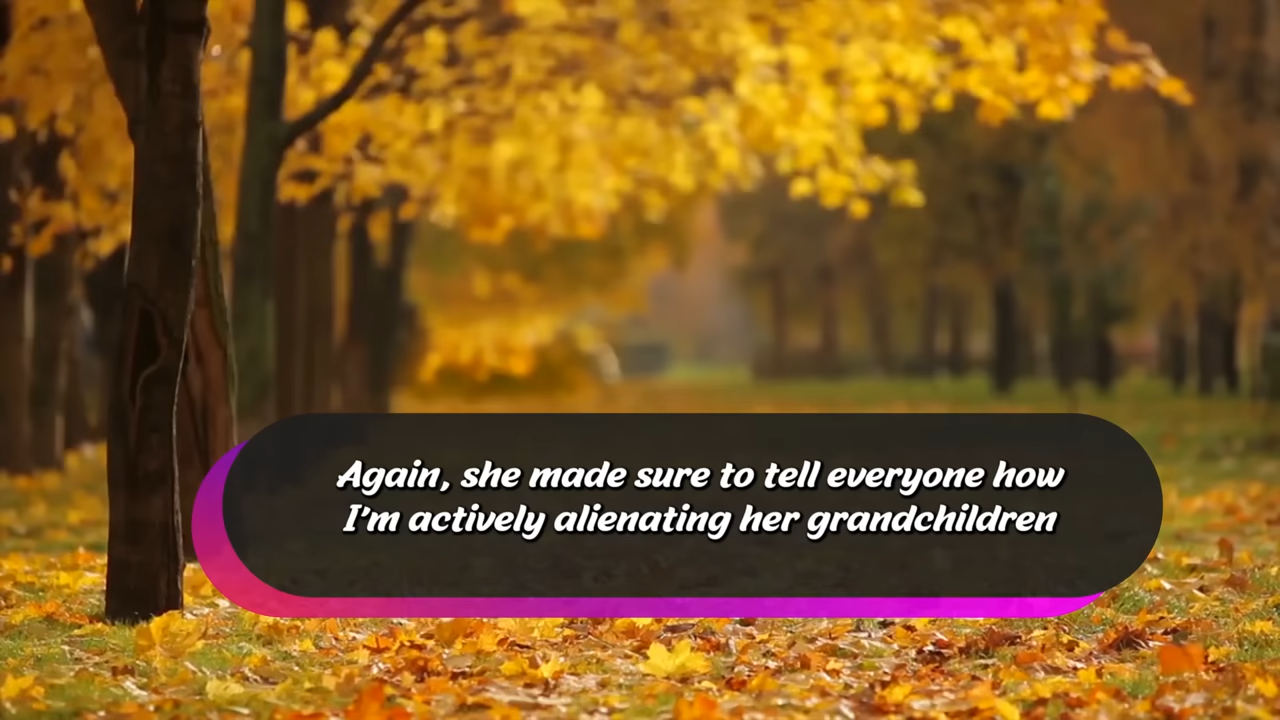 Again, she made sure to tell everyone how
I'm actively alienating her grandchildren